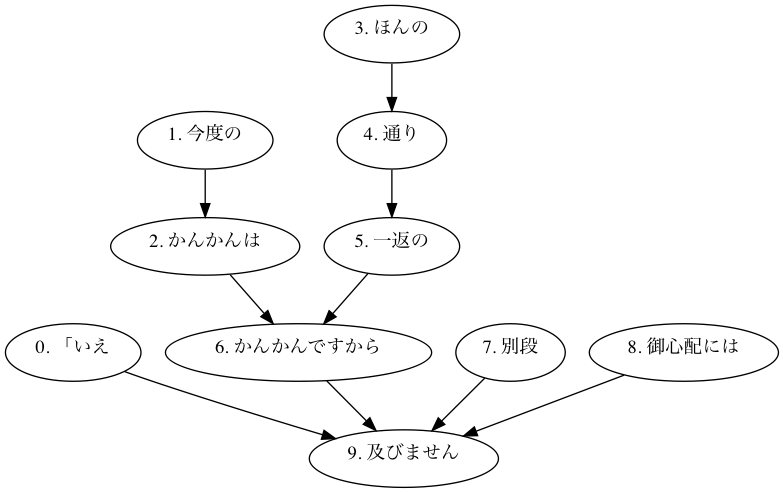 3. ほんの
1. 今度の
4. 通り
2. かんかんは
5. 一返の
0. 「いえ
6. かんかんですから
7. 別段
8. 御心配には
9. 及びません